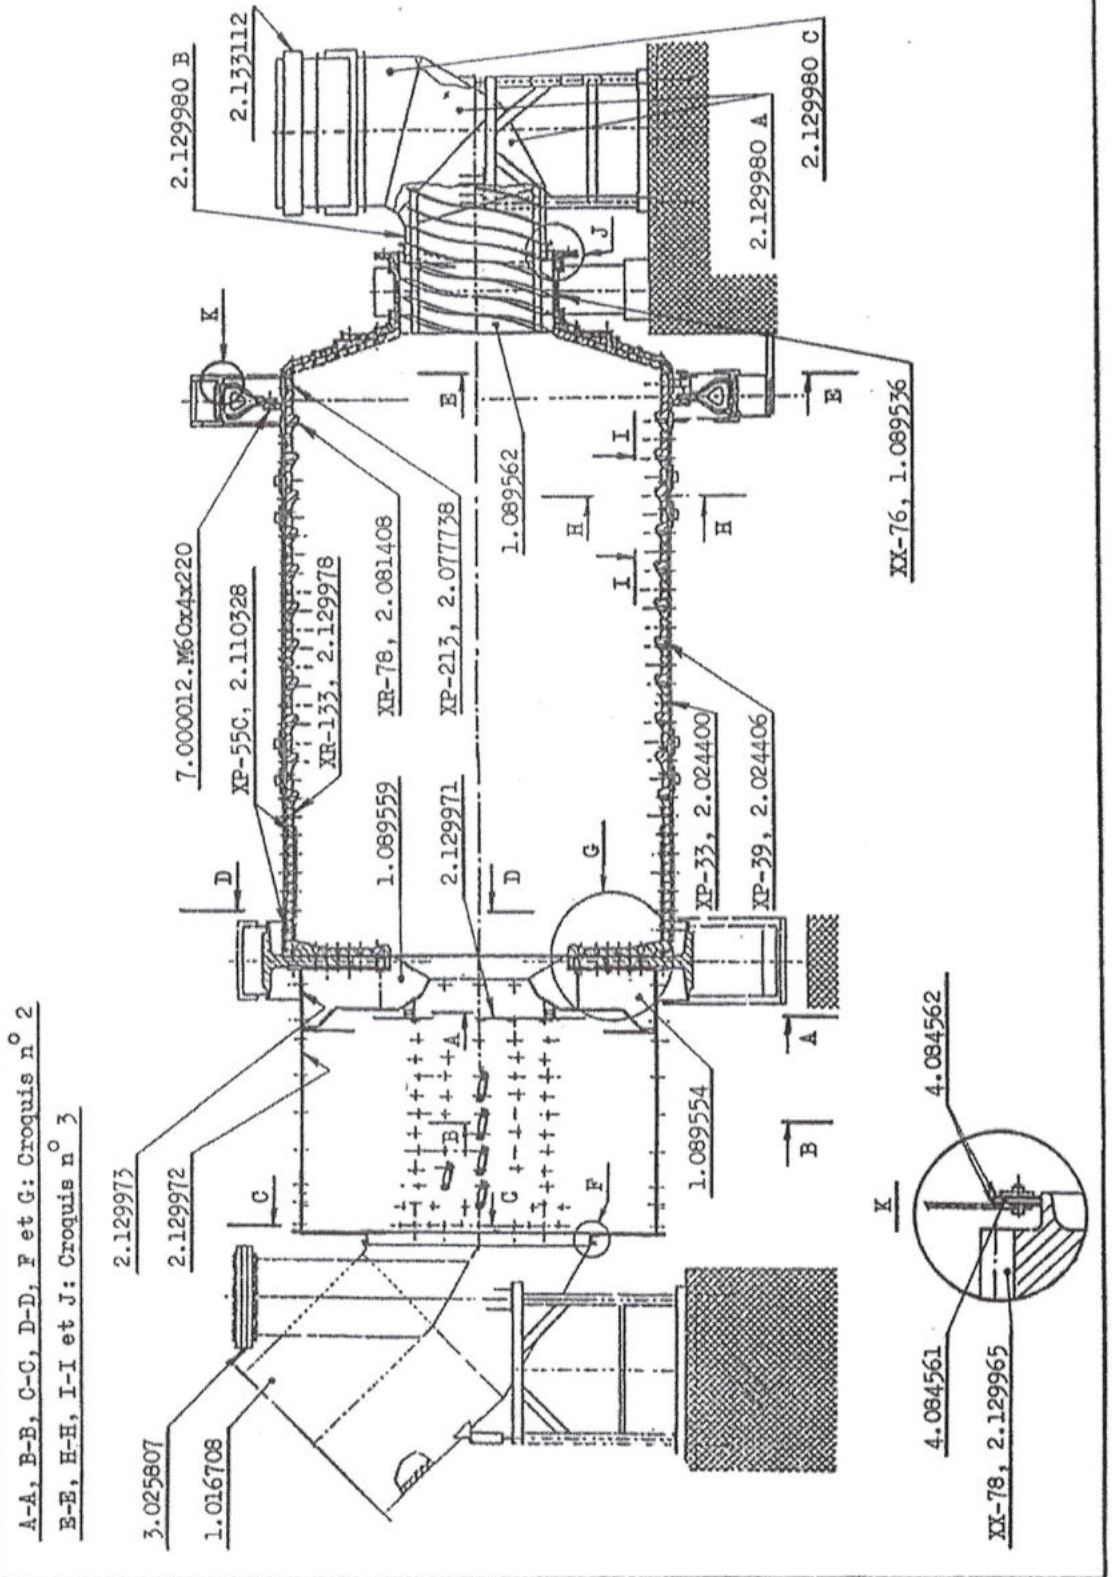 A-A, B-B, C-C, D-D, F et G: Croquis n° 2
E-E, H-H, I-I et J: Croquis n° 3
3.025807
1.016708
2.129973
2.129972
7.000012.M60x4x220
XP-55C, 2.110328
XR-133, 2.129978
1.089559
2.129971
XR-78, 2.081408
XP-213, 2.077738
1.089562
2.129980 B
2.133112
K
C
D
E
A
B
C
D
E
F
G
H
H
I
I
J
A
B
1.089554
XP-33, 2.024400
XP-39, 2.024406
XX-76, 1.089536
2.129980 A
2.129980 C
K
4.084561
4.084562
XX-78, 2.129965